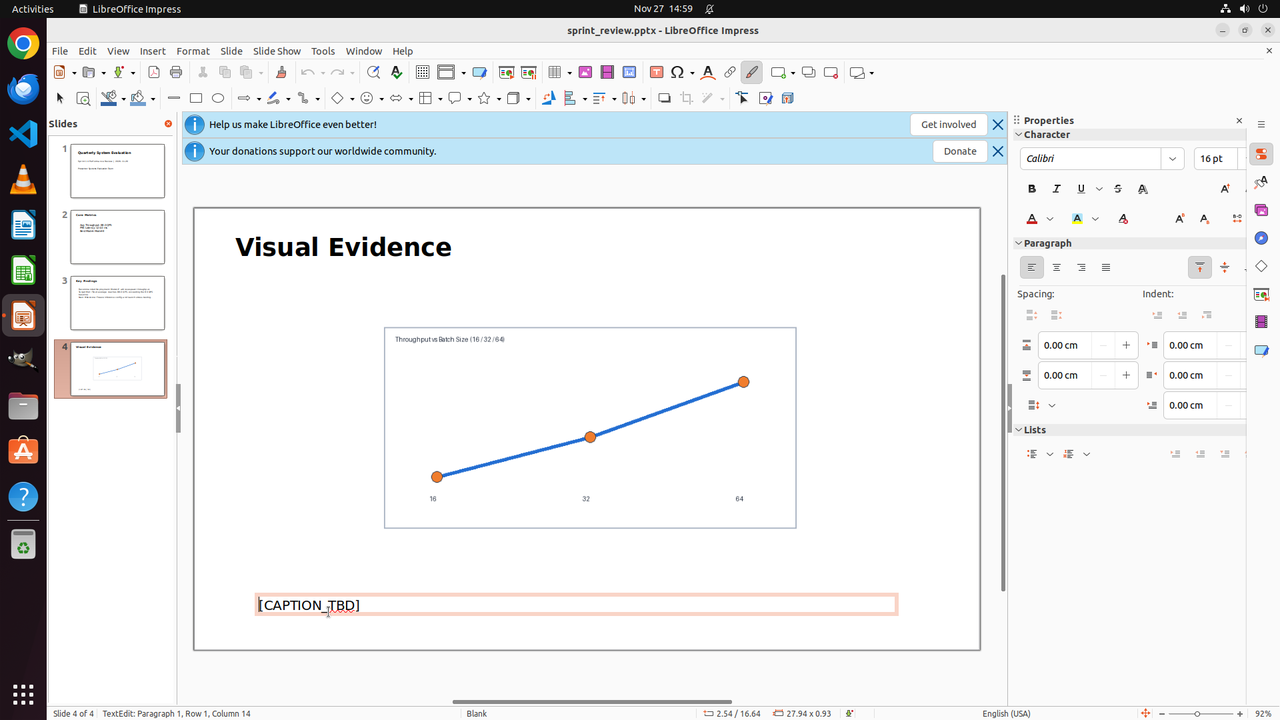 Activities
LibreOffice Impress
Nov 27 14:59
sprint_review.pptx - LibreOffice Impress
File Edit View Insert Format Slide Slide Show Tools Window Help
Slides
Help us make LibreOffice even better!
Get involved
Your donations support our worldwide community.
Donate
1
Quarterly System Evaluation
2
3
Key Findings
4
Visual Evidence
Visual Evidence
Throughput vs Batch Size (16 / 32 / 64)
16
32
64
[CAPTION_TBD]
Properties
Character
Calibri
16 pt
Paragraph
Spacing:
Indent:
0.00 cm
0.00 cm
0.00 cm
0.00 cm
0.00 cm
Lists
Slide 4 of 4
TextEdit: Paragraph 1, Row 1, Column 14
Blank
2.54 / 16.64
27.94 x 0.93
English (USA)
92%